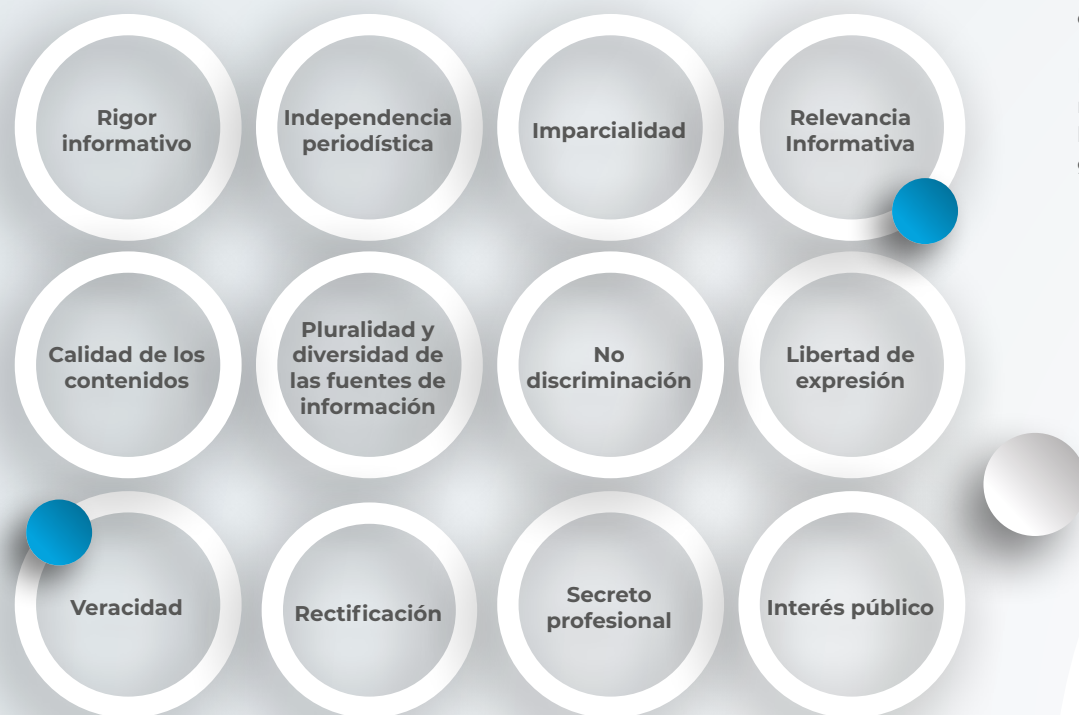 Rigor
informativo
Independencia
periodística
Imparcialidad
Relevancia
Informativa
Calidad de los
contenidos
Pluralidad y
diversidad de
las fuentes de
información
No
discriminación
Libertad de
expresión
Veracidad
Rectificación
Secreto
profesional
Interés público